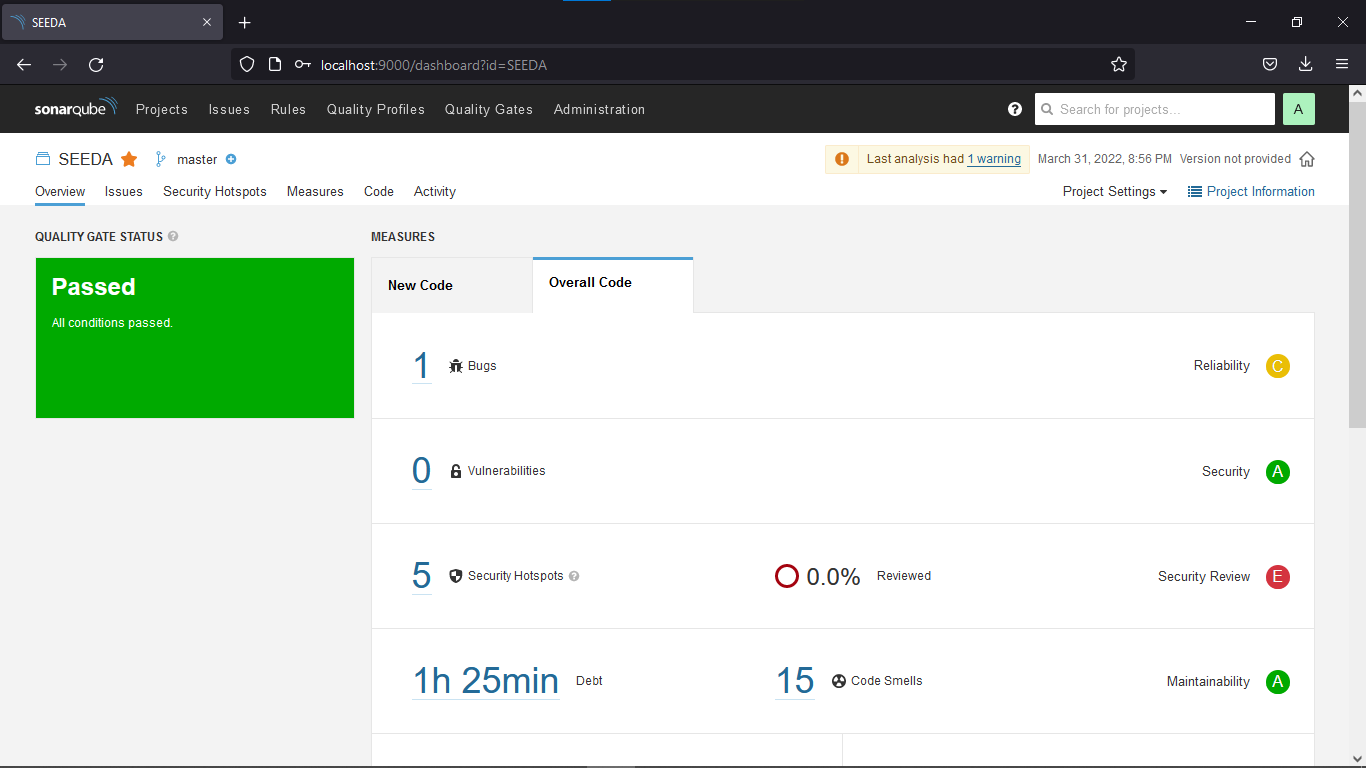 SEEDA
localhost:9000/dashboard?id=SEEDA
sonarqube Projects Issues Rules Quality Profiles Quality Gates Administration Search for projects... A
SEEDA master Last analysis had 1 warning March 31, 2022, 8:56 PM Version not provided
Overview Issues Security Hotspots Measures Code Activity Project Settings Project Information
QUALITY GATE STATUS
Passed
All conditions passed.
MEASURES
New Code Overall Code
1 Bugs Reliability C
0 Vulnerabilities Security A
5 Security Hotspots 0.0% Reviewed Security Review E
1h 25min Debt 15 Code Smells Maintainability A